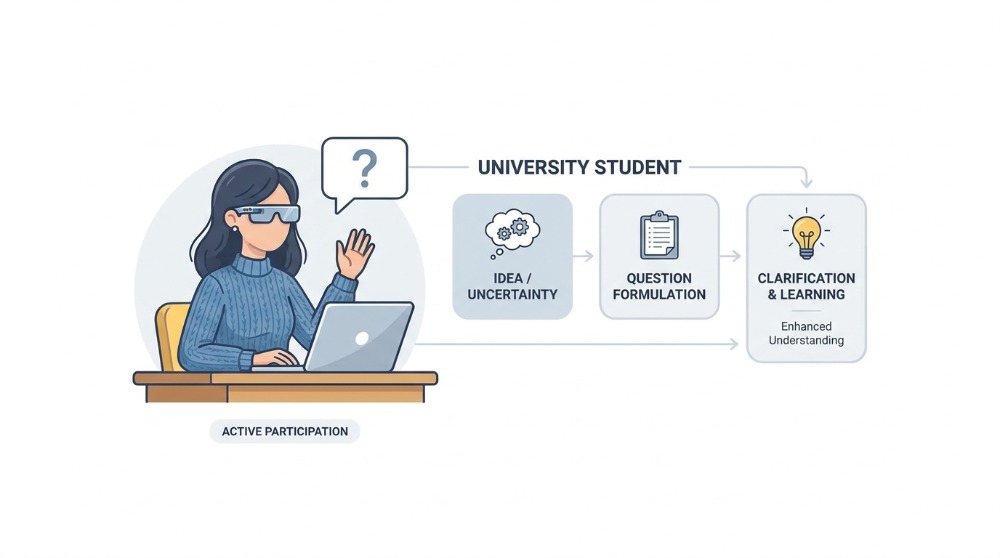 ?
UNIVERSITY STUDENT
IDEA /
UNCERTAINTY
QUESTION
FORMULATION
CLARIFICATION
& LEARNING
Enhanced
Understanding
ACTIVE PARTICIPATION